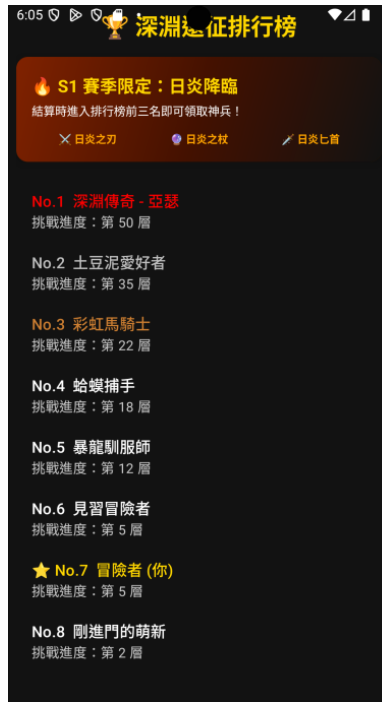 6:05
🏆 深淵遠征排行榜
🔥 S1 賽季限定：日炎降臨
結算時進入排行榜前三名即可領取神兵！
⚔️ 日炎之刃 🔮 日炎之杖 🗡️ 日炎匕首
No.1 深淵傳奇 - 亞瑟
挑戰進度：第 50 層
No.2 土豆泥愛好者
挑戰進度：第 35 層
No.3 彩虹馬騎士
挑戰進度：第 22 層
No.4 蛤蟆捕手
挑戰進度：第 18 層
No.5 暴龍馴服師
挑戰進度：第 12 層
No.6 見習冒險者
挑戰進度：第 5 層
⭐ No.7 冒險者 (你)
挑戰進度：第 5 層
No.8 剛進門的萌新
挑戰進度：第 2 層